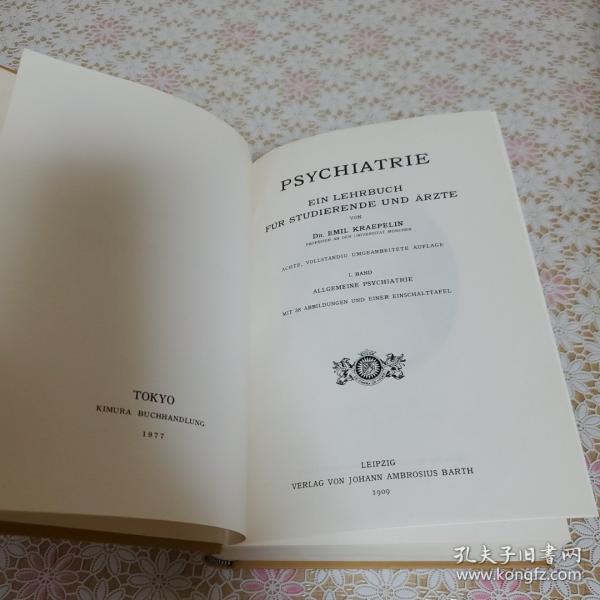 TOKYO
KIMURA BUCHHANDLUNG
1977
PSYCHIATRIE
EIN LEHRBUCH
FÜR STUDIERENDE UND ÄRZTE
VON
DR. EMIL KRAEPELIN
PROFESSOR AN DER UNIVERSITÄT MÜNCHEN
ACHTE, VOLLSTÄNDIG UMGEARBEITETE AUFLAGE
I. BAND
ALLGEMEINE PSYCHIATRIE
MIT 38 ABBILDUNGEN UND EINER EINSCHALTTAFEL
LEIPZIG
VERLAG VON JOHANN AMBROSIUS BARTH
1909
孔夫子旧书网
www.kongfz.com